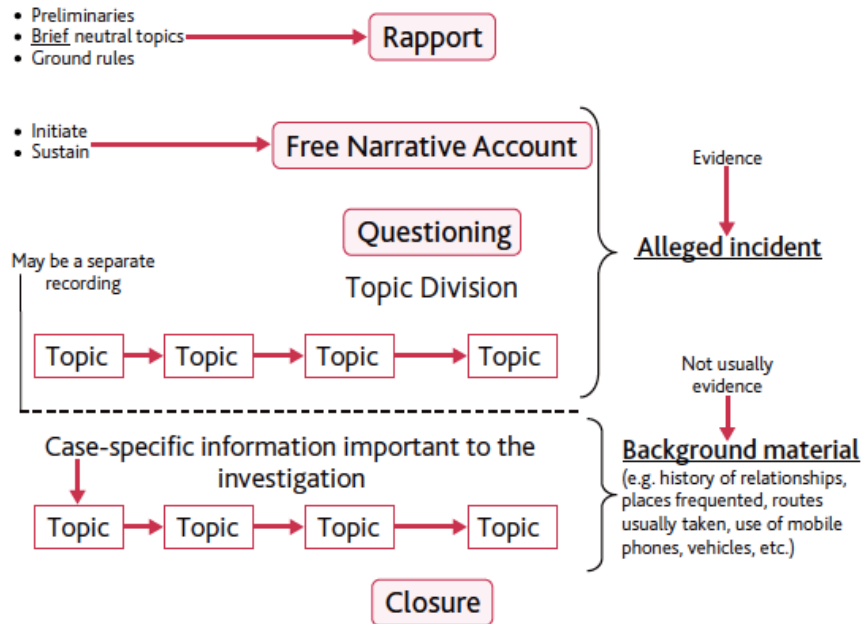 • Preliminaries
• Brief neutral topics
• Ground rules
Rapport
• Initiate
• Sustain
Free Narrative Account
Evidence
Alleged incident
Questioning
May be a separate
recording
Topic Division
Topic Topic Topic Topic
Not usually
evidence
Case-specific information important to the
investigation
Background material
(e.g. history of relationships,
places frequented, routes
usually taken, use of mobile
phones, vehicles, etc.)
Topic Topic Topic Topic
Closure